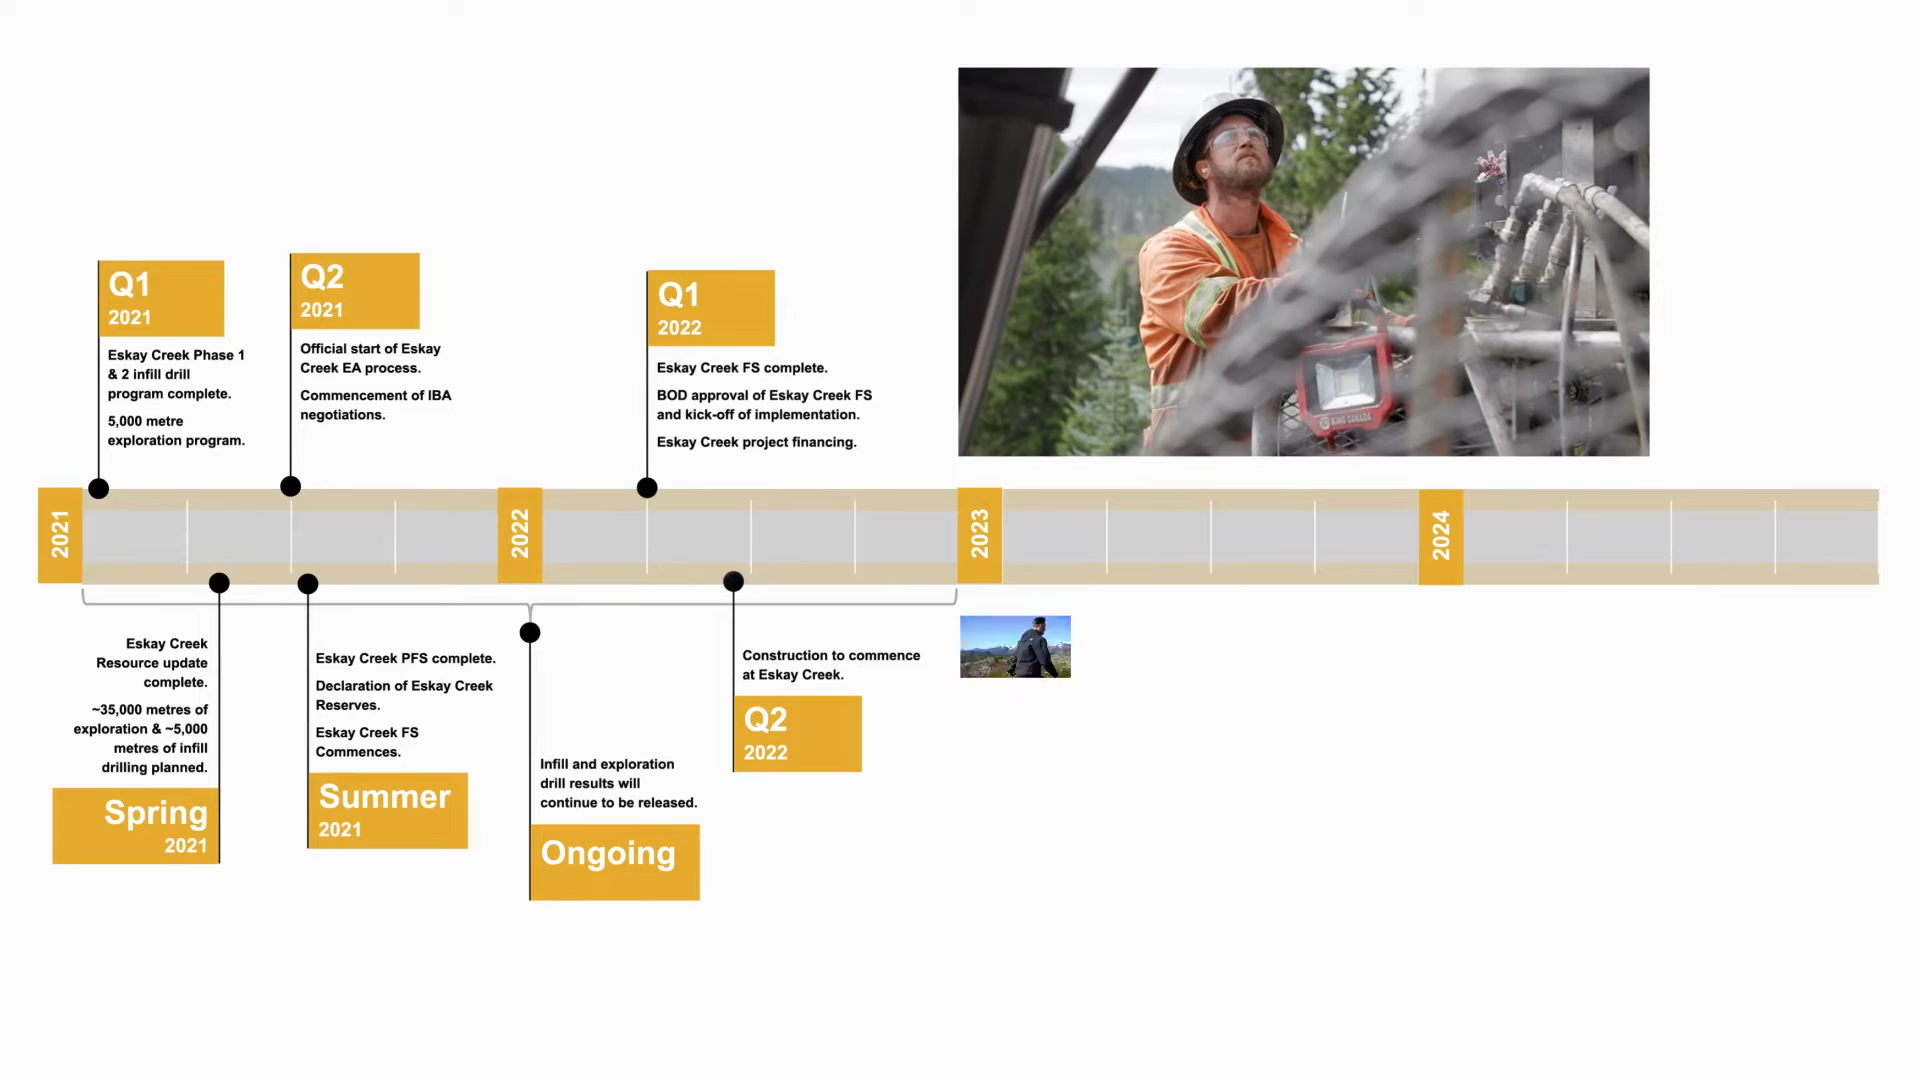 Q1
2021
Eskay Creek Phase 1
& 2 infill drill
program complete.
5,000 metre
exploration program.
Q2
2021
Official start of Eskay
Creek EA process.
Commencement of IBA
negotiations.
Q1
2022
Eskay Creek FS complete.
BOD approval of Eskay Creek FS
and kick-off of implementation.
Eskay Creek project financing.
KING CANADA
2021
2022
2023
2024
Eskay Creek
Resource update
complete.
~35,000 metres of
exploration & ~5,000
metres of infill
drilling planned.
Spring
2021
Eskay Creek PFS complete.
Declaration of Eskay Creek
Reserves.
Eskay Creek FS
Commences.
Summer
2021
Infill and exploration
drill results will
continue to be released.
Ongoing
Construction to commence
at Eskay Creek.
Q2
2022